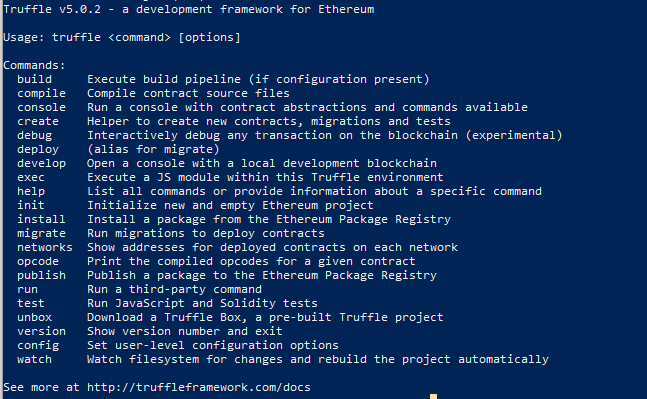 Truffle v5.0.2 - a development framework for Ethereum
Usage: truffle <command> [options]
Commands:
build Execute build pipeline (if configuration present)
compile Compile contract source files
console Run a console with contract abstractions and commands available
create Helper to create new contracts, migrations and tests
debug Interactively debug any transaction on the blockchain (experimental)
deploy (alias for migrate)
develop Open a console with a local development blockchain
exec Execute a JS module within this Truffle environment
help List all commands or provide information about a specific command
init Initialize new and empty Ethereum project
install Install a package from the Ethereum Package Registry
migrate Run migrations to deploy contracts
networks Show addresses for deployed contracts on each network
opcode Print the compiled opcodes for a given contract
publish Publish a package to the Ethereum Package Registry
run Run a third-party command
test Run JavaScript and Solidity tests
unbox Download a Truffle Box, a pre-built Truffle project
version Show version number and exit
config Set user-level configuration options
watch Watch filesystem for changes and rebuild the project automatically
See more at http://truffleframework.com/docs